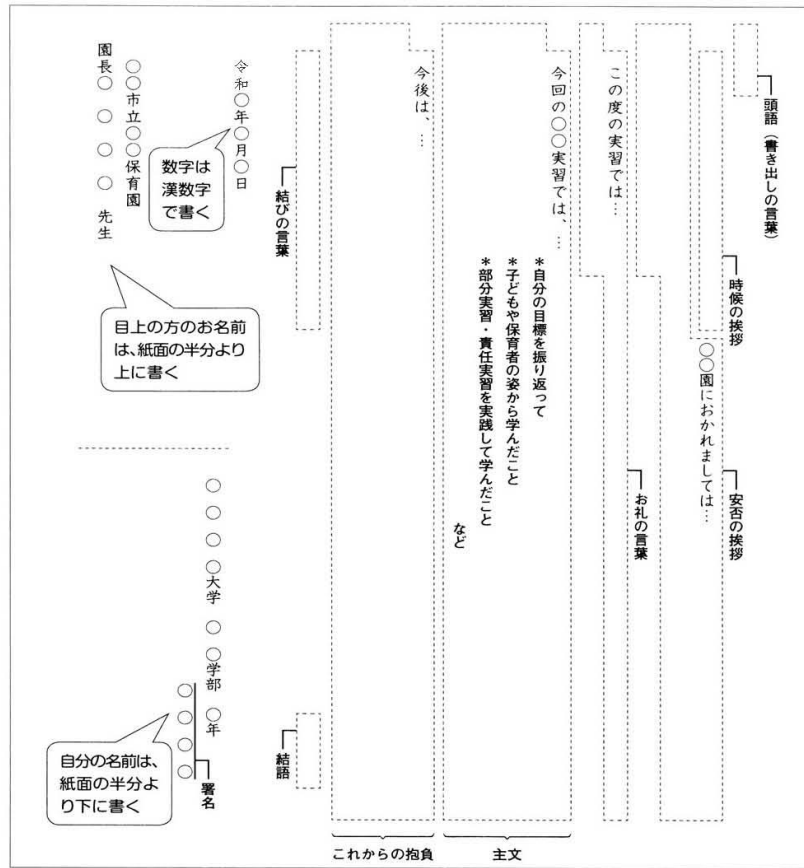 頭語（書き出しの言葉）
時候の挨拶
○○園におかれましては…
安否の挨拶
この度の実習では…
お礼の言葉
今回の○○実習では、…
＊自分の目標を振り返って
＊子どもや保育者の姿から学んだこと
＊部分実習・責任実習を実践して学んだこと
など
主文
今後は、…
これからの抱負
結びの言葉
結語
令和○年○月○日
数字は
漢数字
で書く
○○○○大学　○○学部　○年
○○○○
署名
自分の名前は、
紙面の半分よ
り下に書く
○○市立○○保育園
園長○○○○　先生
目上の方のお名前
は、紙面の半分より
上に書く